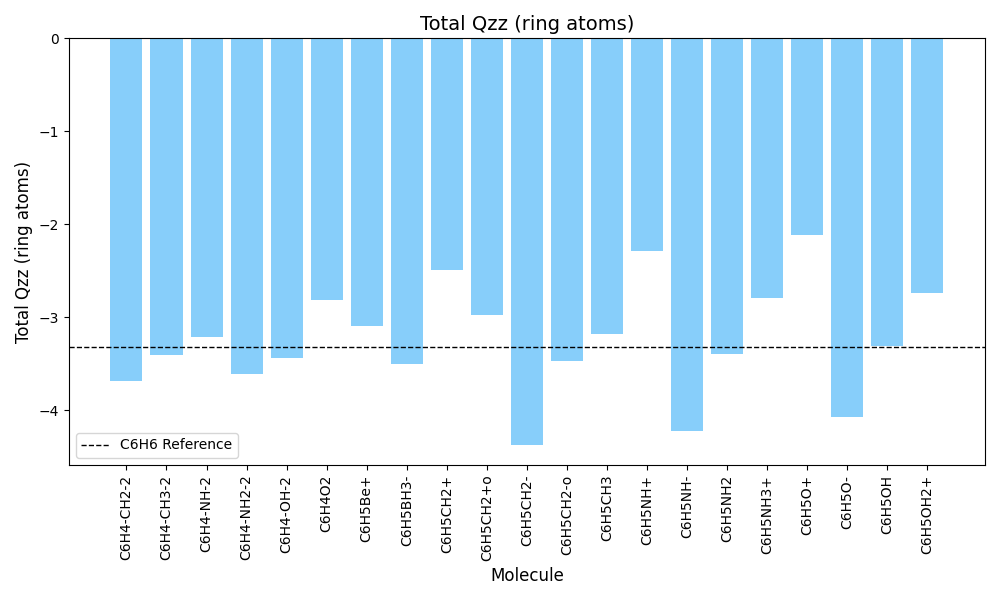 Total Qzz (ring atoms)
Total Qzz (ring atoms)
0
−1
−2
−3
−4
C6H6 Reference
C6H4-CH2-2
C6H4-CH3-2
C6H4-NH-2
C6H4-NH2-2
C6H4-OH-2
C6H4O2
C6H5Be+
C6H5BH3-
C6H5CH2+
C6H5CH2+o
C6H5CH2-
C6H5CH2-o
C6H5CH3
C6H5NH+
C6H5NH-
C6H5NH2
C6H5NH3+
C6H5O+
C6H5O-
C6H5OH
C6H5OH2+
Molecule